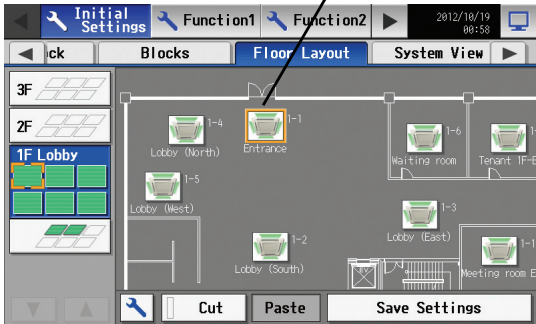 Initial
Settings
Function1
Function2
2012/10/19
00:58
ck
Blocks
Floor Layout
System View
3F
2F
1F Lobby
1-4
Lobby (North)
1-1
Entrance
1-6
Waiting room
Tenant 1F-E
1-5
Lobby (West)
1-3
Lobby (East)
1-2
Lobby (South)
1-1
Meeting room E
Cut
Paste
Save Settings